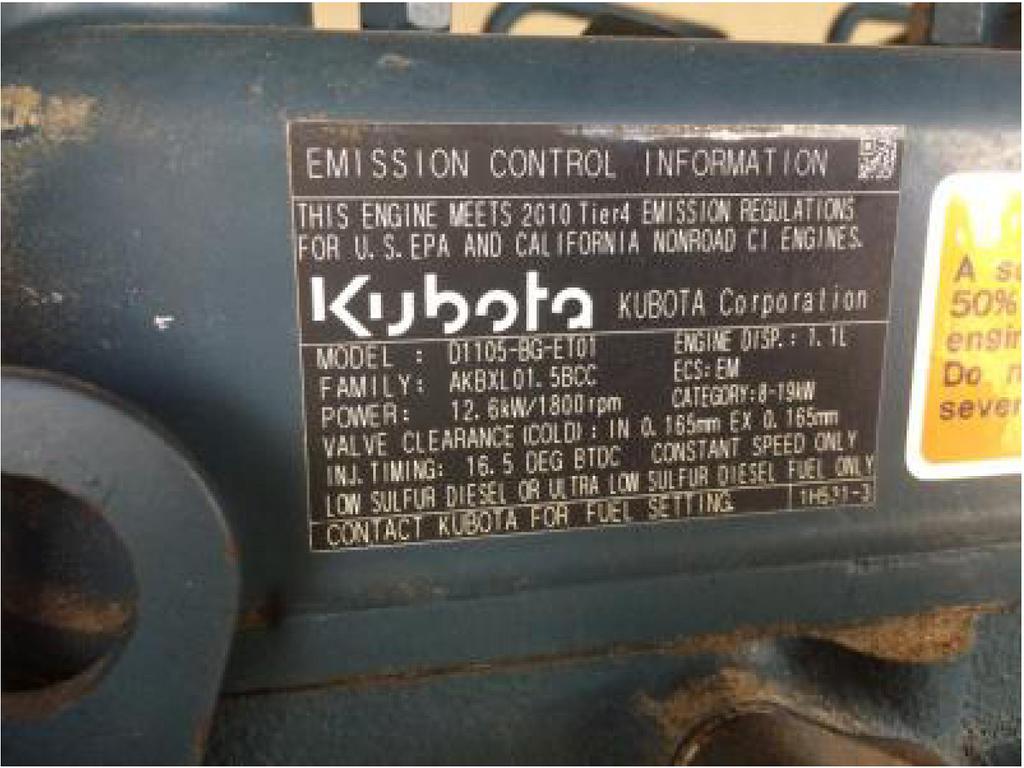 EMISSION CONTROL INFORMATION
THIS ENGINE MEETS 2010 Tier4 EMISSION REGULATIONS
FOR U.S. EPA AND CALIFORNIA NONROAD CI ENGINES.
Kubota KUBOTA Corporation
MODEL : D1105-BG-ET01 ENGINE DISP.: 1.1L
FAMILY: AKBXL01.5BCC ECS: EM
POWER: 12.6kW/1800rpm CATEGORY:8-19kW
VALVE CLEARANCE (COLD): IN 0.165mm EX 0.165mm
INJ.TIMING: 16.5 DEG BTDC CONSTANT SPEED ONLY
LOW SULFUR DIESEL OR ULTRA LOW SULFUR DIESEL FUEL ONLY
CONTACT KUBOTA FOR FUEL SETTING.
A
50%
engin
Do
sever